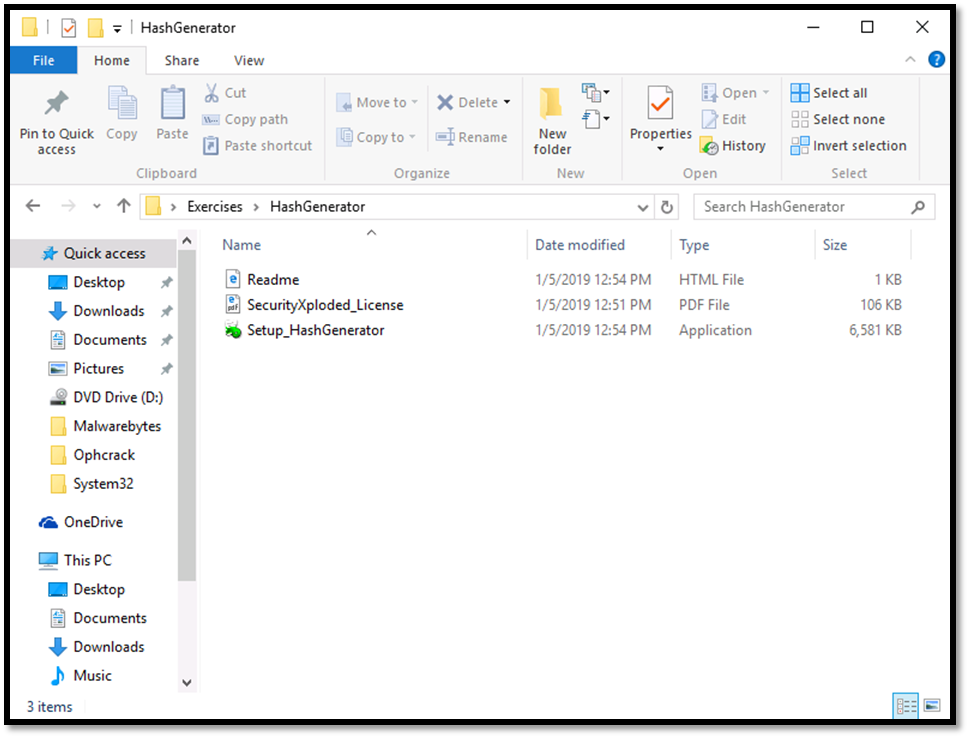 HashGenerator
File Home Share View
Pin to Quick access
Copy
Paste
Cut
Copy path
Paste shortcut
Clipboard
Move to
Copy to
Delete
Rename
Organize
New folder
New
Properties
Open
Edit
History
Open
Select all
Select none
Invert selection
Select
Exercises > HashGenerator
Search HashGenerator
Quick access
Desktop
Downloads
Documents
Pictures
DVD Drive (D:)
Malwarebytes
Ophcrack
System32
OneDrive
This PC
Desktop
Documents
Downloads
Music
Name Date modified Type Size
Readme 1/5/2019 12:54 PM HTML File 1 KB
SecurityXploded_License 1/5/2019 12:51 PM PDF File 106 KB
Setup_HashGenerator 1/5/2019 12:54 PM Application 6,581 KB
3 items